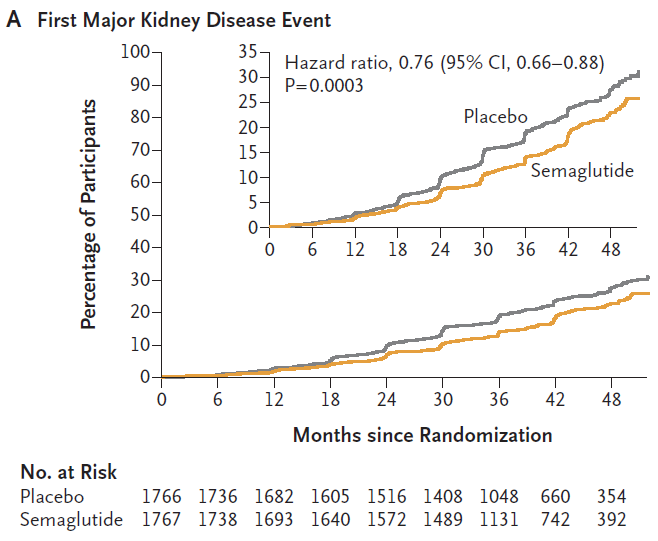 A First Major Kidney Disease Event
Hazard ratio, 0.76 (95% CI, 0.66–0.88)
P=0.0003
Placebo
Semaglutide
35
30
25
20
15
10
5
0
0 6 12 18 24 30 36 42 48
Percentage of Participants
100
90
80
70
60
50
40
30
20
10
0
0 6 12 18 24 30 36 42 48
Months since Randomization
No. at Risk
Placebo 1766 1736 1682 1605 1516 1408 1048 660 354
Semaglutide 1767 1738 1693 1640 1572 1489 1131 742 392